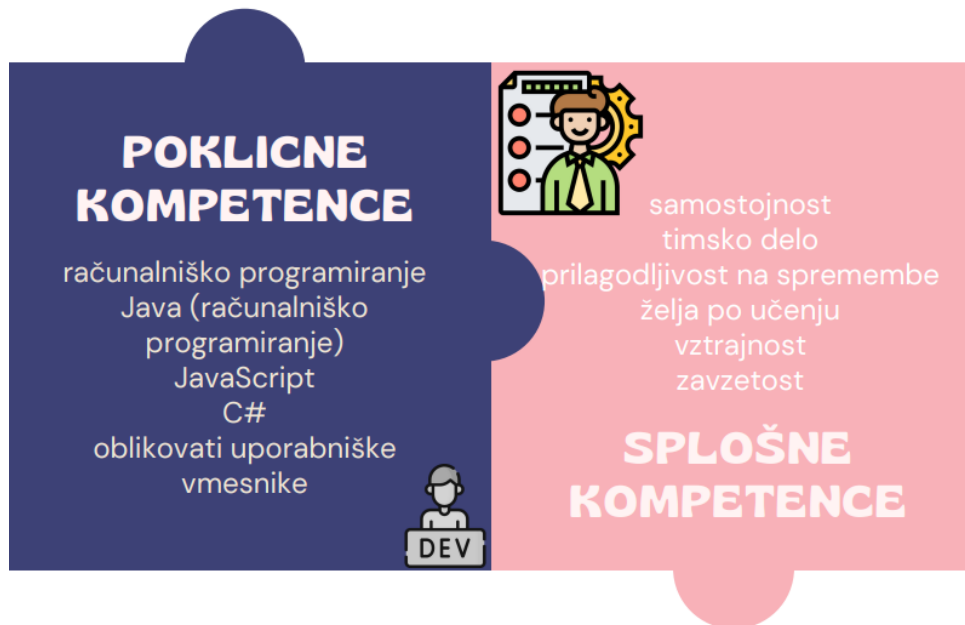 POKLICNE
KOMPETENCE
računalniško programiranje
Java (računalniško
programiranje)
JavaScript
C#
oblikovati uporabniške
vmesnike
DEV
samostojnost
timsko delo
prilagodljivost na spremembe
želja po učenju
vztrajnost
zavzetost
SPLOŠNE
KOMPETENCE